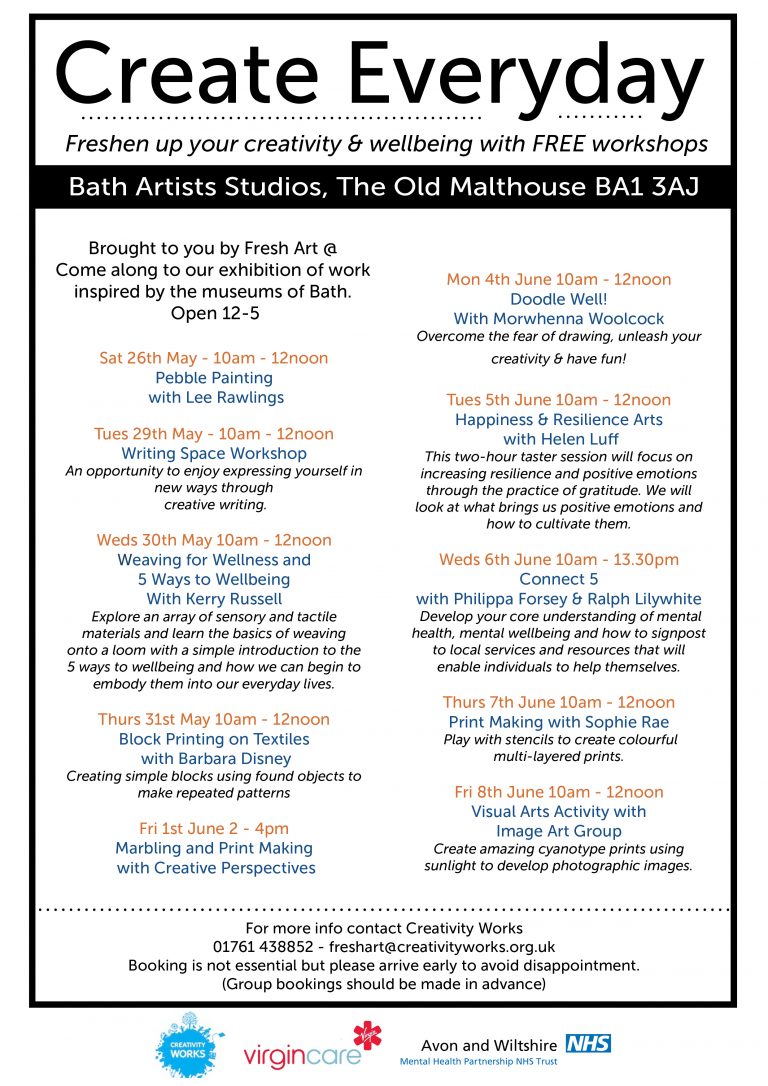 Create Everyday
Freshen up your creativity & wellbeing with FREE workshops
Bath Artists Studios, The Old Malthouse BA1 3AJ
Brought to you by Fresh Art @
Come along to our exhibition of work
inspired by the museums of Bath.
Open 12-5
Sat 26th May - 10am - 12noon
Pebble Painting
with Lee Rawlings
Tues 29th May - 10am - 12noon
Writing Space Workshop
An opportunity to enjoy expressing yourself in
new ways through
creative writing.
Weds 30th May 10am - 12noon
Weaving for Wellness and
5 Ways to Wellbeing
With Kerry Russell
Explore an array of sensory and tactile
materials and learn the basics of weaving
onto a loom with a simple introduction to the
5 ways to wellbeing and how we can begin to
embody them into our everyday lives.
Thurs 31st May 10am - 12noon
Block Printing on Textiles
with Barbara Disney
Creating simple blocks using found objects to
make repeated patterns
Fri 1st June 2 - 4pm
Marbling and Print Making
with Creative Perspectives
Mon 4th June 10am - 12noon
Doodle Well!
With Morwhenna Woolcock
Overcome the fear of drawing, unleash your
creativity & have fun!
Tues 5th June 10am - 12noon
Happiness & Resilience Arts
with Helen Luff
This two-hour taster session will focus on
increasing resilience and positive emotions
through the practice of gratitude. We will
look at what brings us positive emotions and
how to cultivate them.
Weds 6th June 10am - 13.30pm
Connect 5
with Philippa Forsey & Ralph Lilywhite
Develop your core understanding of mental
health, mental wellbeing and how to signpost
to local services and resources that will
enable individuals to help themselves.
Thurs 7th June 10am - 12noon
Print Making with Sophie Rae
Play with stencils to create colourful
multi-layered prints.
Fri 8th June 10am - 12noon
Visual Arts Activity with
Image Art Group
Create amazing cyanotype prints using
sunlight to develop photographic images.
For more info contact Creativity Works
01761 438852 - freshart@creativityworks.org.uk
Booking is not essential but please arrive early to avoid disappointment.
(Group bookings should be made in advance)
CREATIVITY
WORKS
virgincare
Virgin
Avon and Wiltshire NHS
Mental Health Partnership NHS Trust